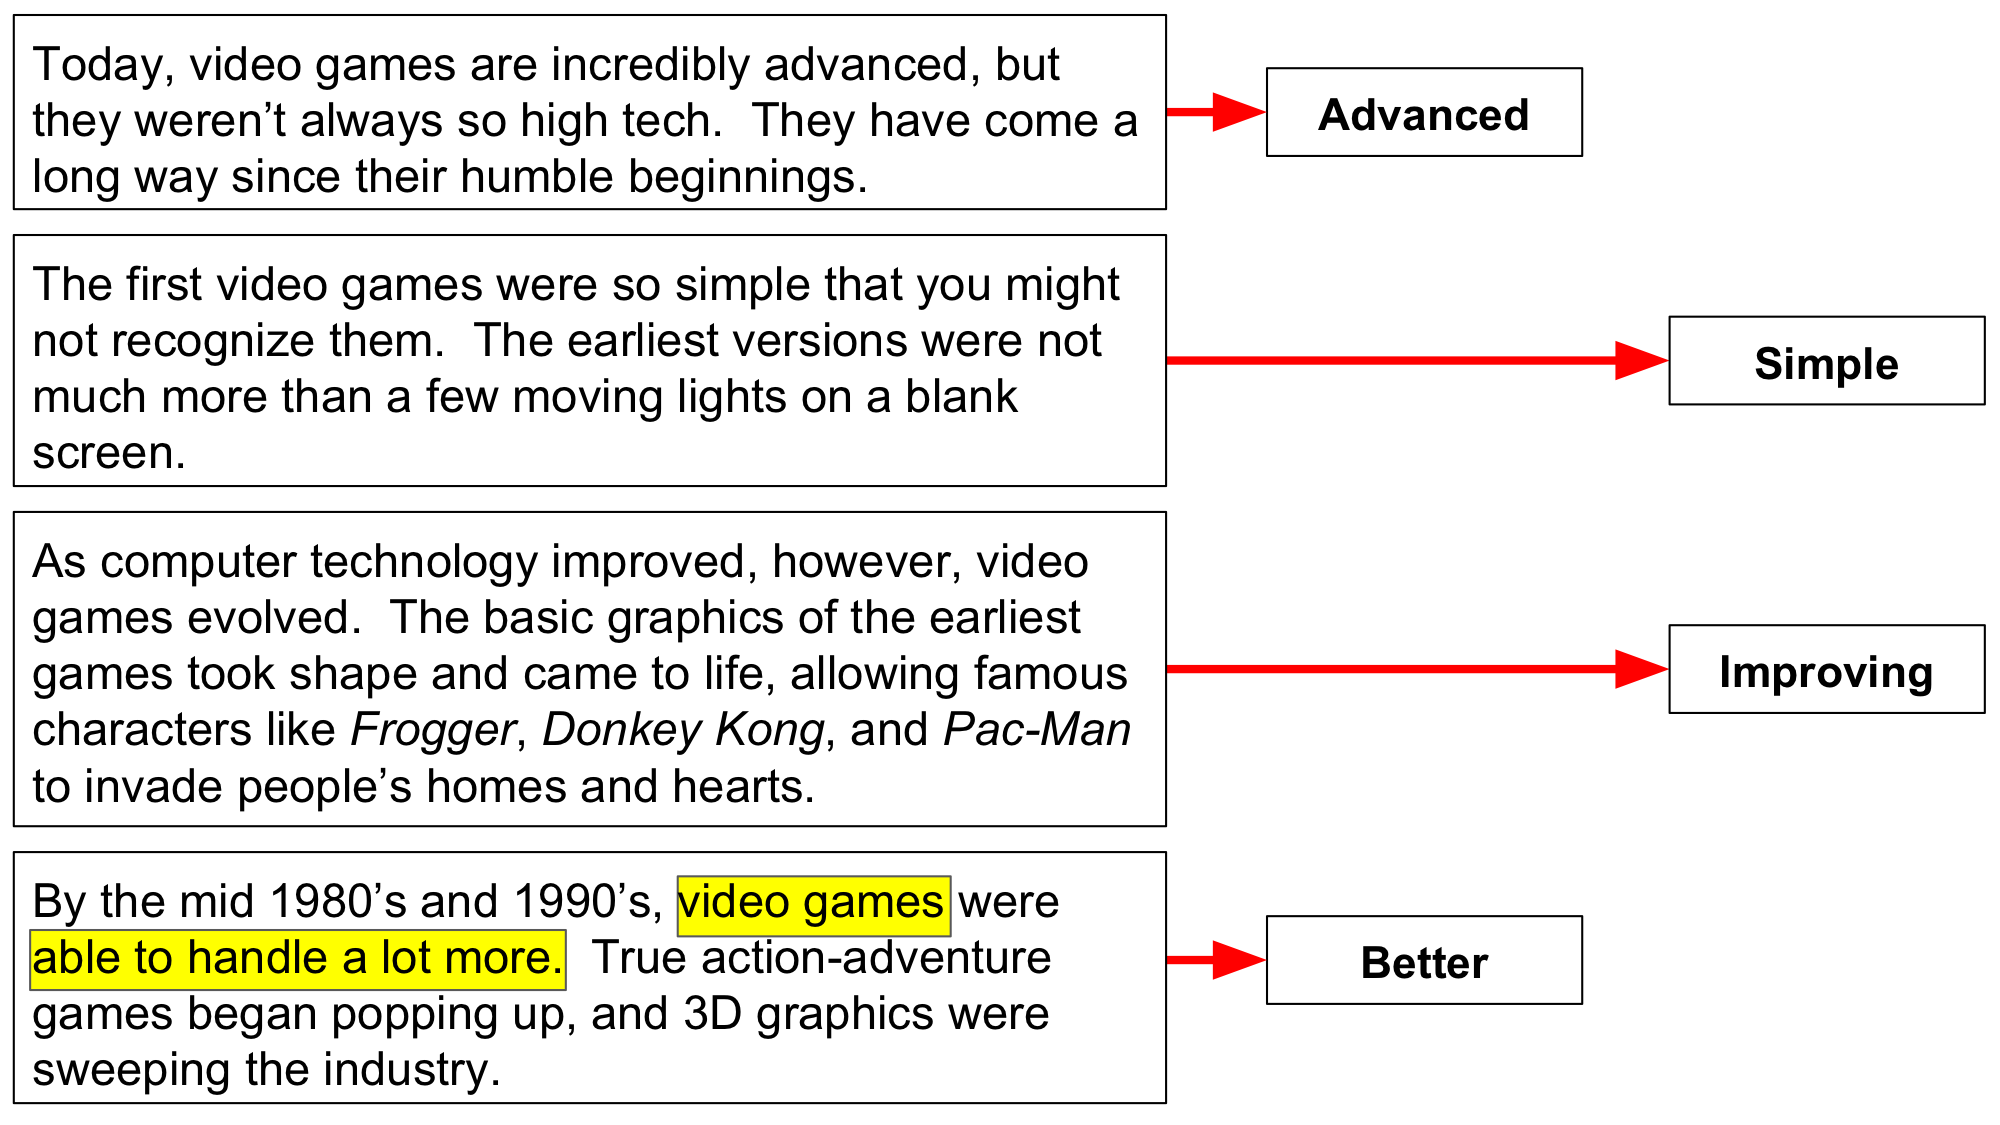 Today, video games are incredibly advanced, but
they weren’t always so high tech.  They have come a
long way since their humble beginnings.
Advanced
The first video games were so simple that you might
not recognize them.  The earliest versions were not
much more than a few moving lights on a blank
screen.
Simple
As computer technology improved, however, video
games evolved.  The basic graphics of the earliest
games took shape and came to life, allowing famous
characters like Frogger, Donkey Kong, and Pac-Man
to invade people’s homes and hearts.
Improving
By the mid 1980’s and 1990’s, video games were
able to handle a lot more.  True action-adventure
games began popping up, and 3D graphics were
sweeping the industry.
Better